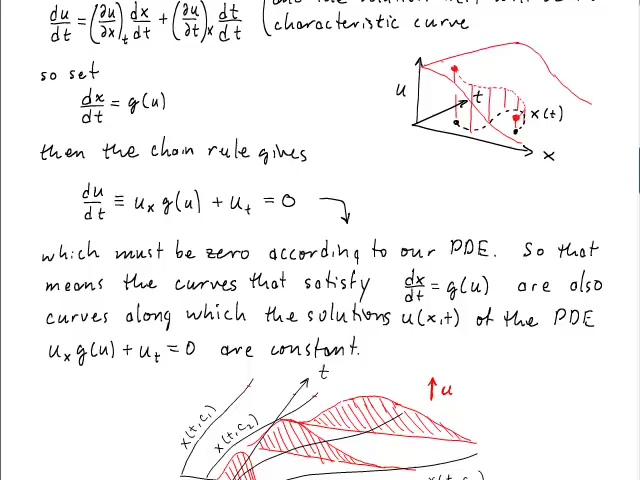 du/dt = (∂u/∂x)_t dx/dt + (∂u/∂t)_x dt/dt
characteristic curve
so set
dx/dt = g(u)
u
t
x(t)
x
then the chain rule gives
du/dt ≡ u_x g(u) + u_t = 0
which must be zero according to our PDE. So that
means the curves that satisfy dx/dt = g(u) are also
curves along which the solutions u(x,t) of the PDE
u_x g(u) + u_t = 0 are constant.
t
u
x(t,c₁)
x(t,c₂)